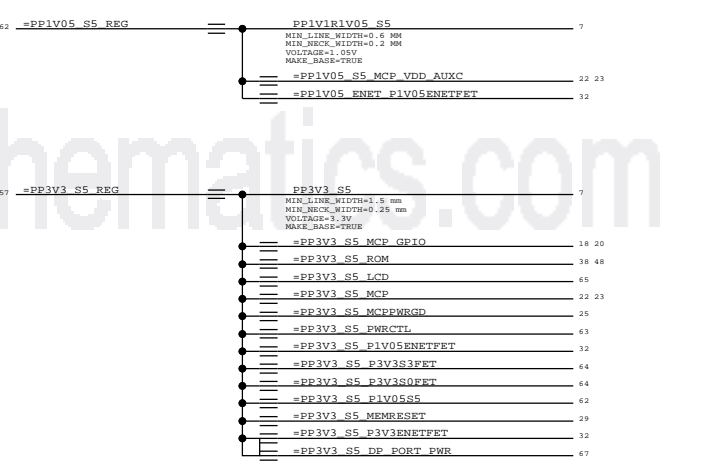 62 =PP1V05_S5_REG PP1V1R1V05_S5 7
MIN_LINE_WIDTH=0.6 MM
MIN_NECK_WIDTH=0.2 MM
VOLTAGE=1.05V
MAKE_BASE=TRUE
=PP1V05_S5_MCP_VDD_AUXC 22 23
=PP1V05_ENET_P1V05ENETFET 32
hematics.com
57 =PP3V3_S5_REG PP3V3_S5 7
MIN_LINE_WIDTH=1.5 mm
MIN_NECK_WIDTH=0.25 mm
VOLTAGE=3.3V
MAKE_BASE=TRUE
=PP3V3_S5_MCP_GPIO 18 20
=PP3V3_S5_ROM 38 48
=PP3V3_S5_LCD 65
=PP3V3_S5_MCP 22 23
=PP3V3_S5_MCPPWRGD 25
=PP3V3_S5_PWRCTL 63
=PP3V3_S5_P1V05ENETFET 32
=PP3V3_S5_P3V3S3FET 64
=PP3V3_S5_P3V3S0FET 64
=PP3V3_S5_P1V05S5 62
=PP3V3_S5_MEMRESET 29
=PP3V3_S5_P3V3ENETFET 32
=PP3V3_S5_DP_PORT_PWR 67